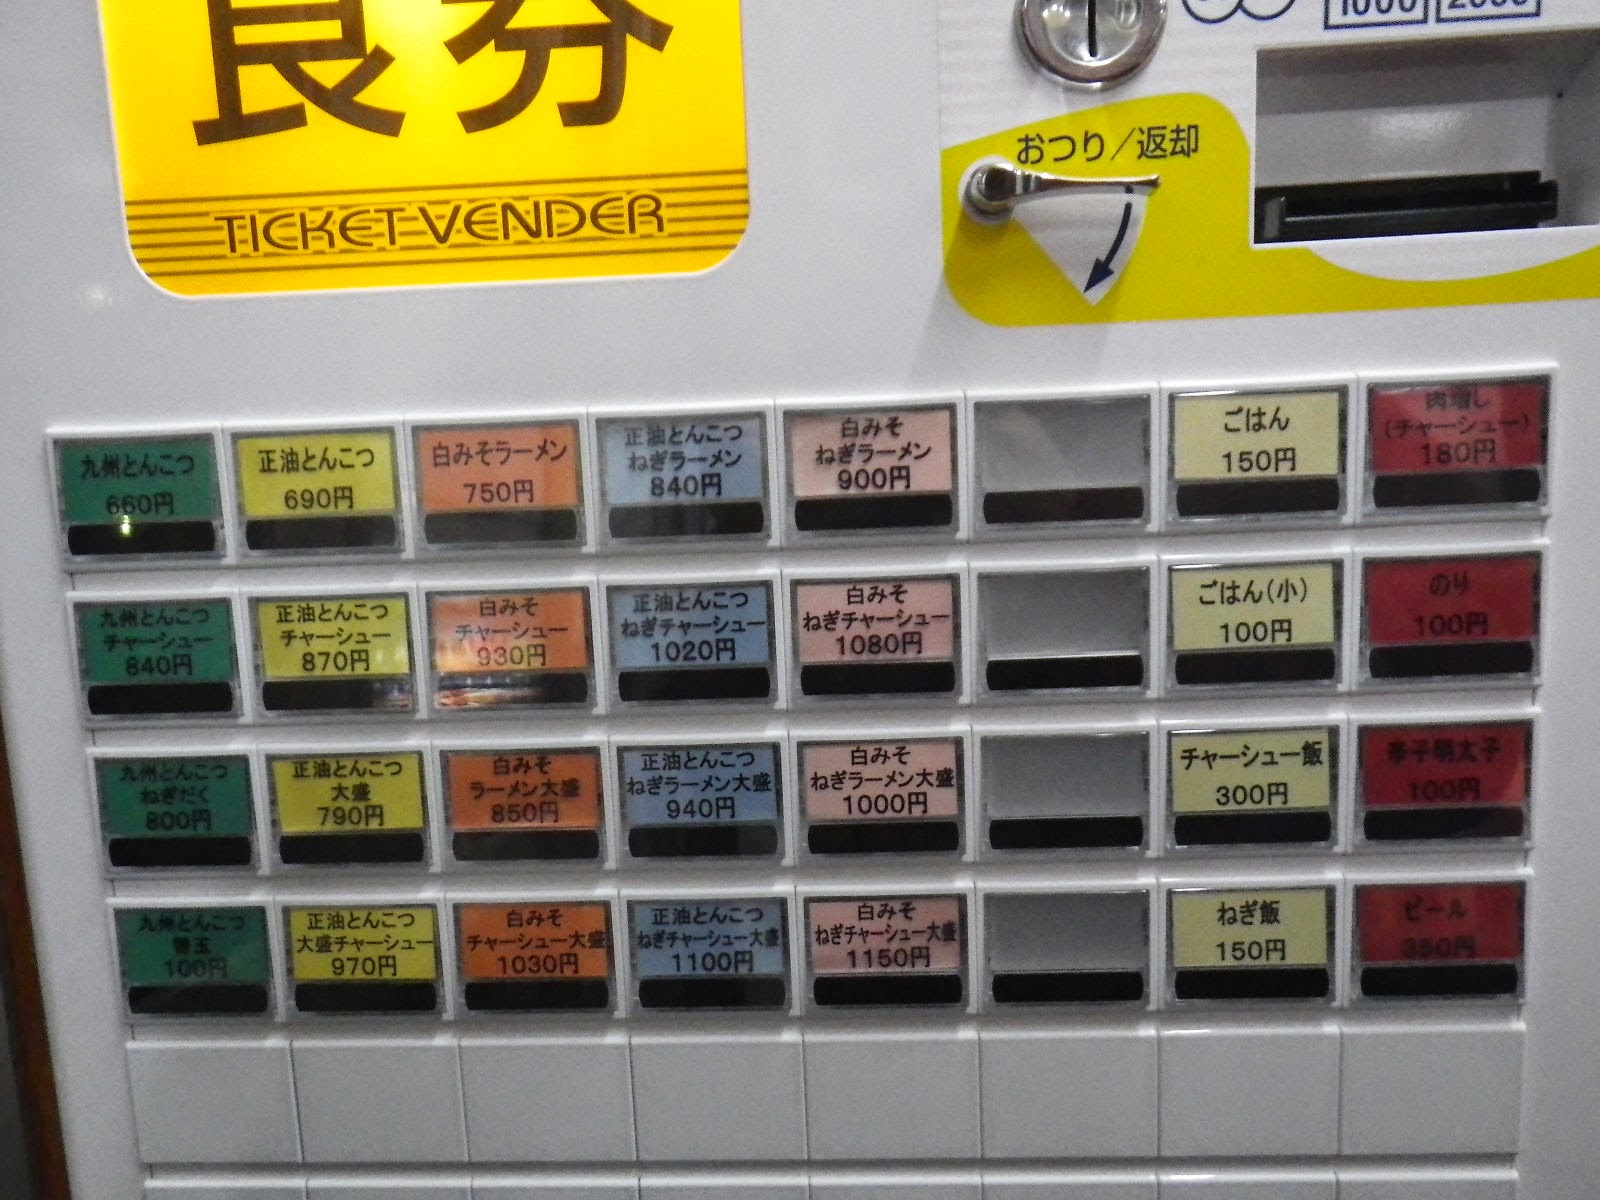 食券
TICKET VENDER
1000 2000
おつり／返却
九州とんこつ
660円
正油とんこつ
690円
白みそラーメン
750円
正油とんこつ
ねぎラーメン
840円
白みそ
ねぎラーメン
900円
ごはん
150円
肉増し
(チャーシュー)
180円
九州とんこつ
チャーシュー
840円
正油とんこつ
チャーシュー
870円
白みそ
チャーシュー
930円
正油とんこつ
ねぎチャーシュー
1020円
白みそ
ねぎチャーシュー
1080円
ごはん(小)
100円
のり
100円
九州とんこつ
ねぎだく
800円
正油とんこつ
大盛
790円
白みそ
ラーメン大盛
850円
正油とんこつ
ねぎラーメン大盛
940円
白みそ
ねぎラーメン大盛
1000円
チャーシュー飯
300円
辛子明太子
100円
九州とんこつ
替玉
100円
正油とんこつ
大盛チャーシュー
970円
白みそ
チャーシュー大盛
1030円
正油とんこつ
ねぎチャーシュー大盛
1100円
白みそ
ねぎチャーシュー大盛
1150円
ねぎ飯
150円
ビール
350円